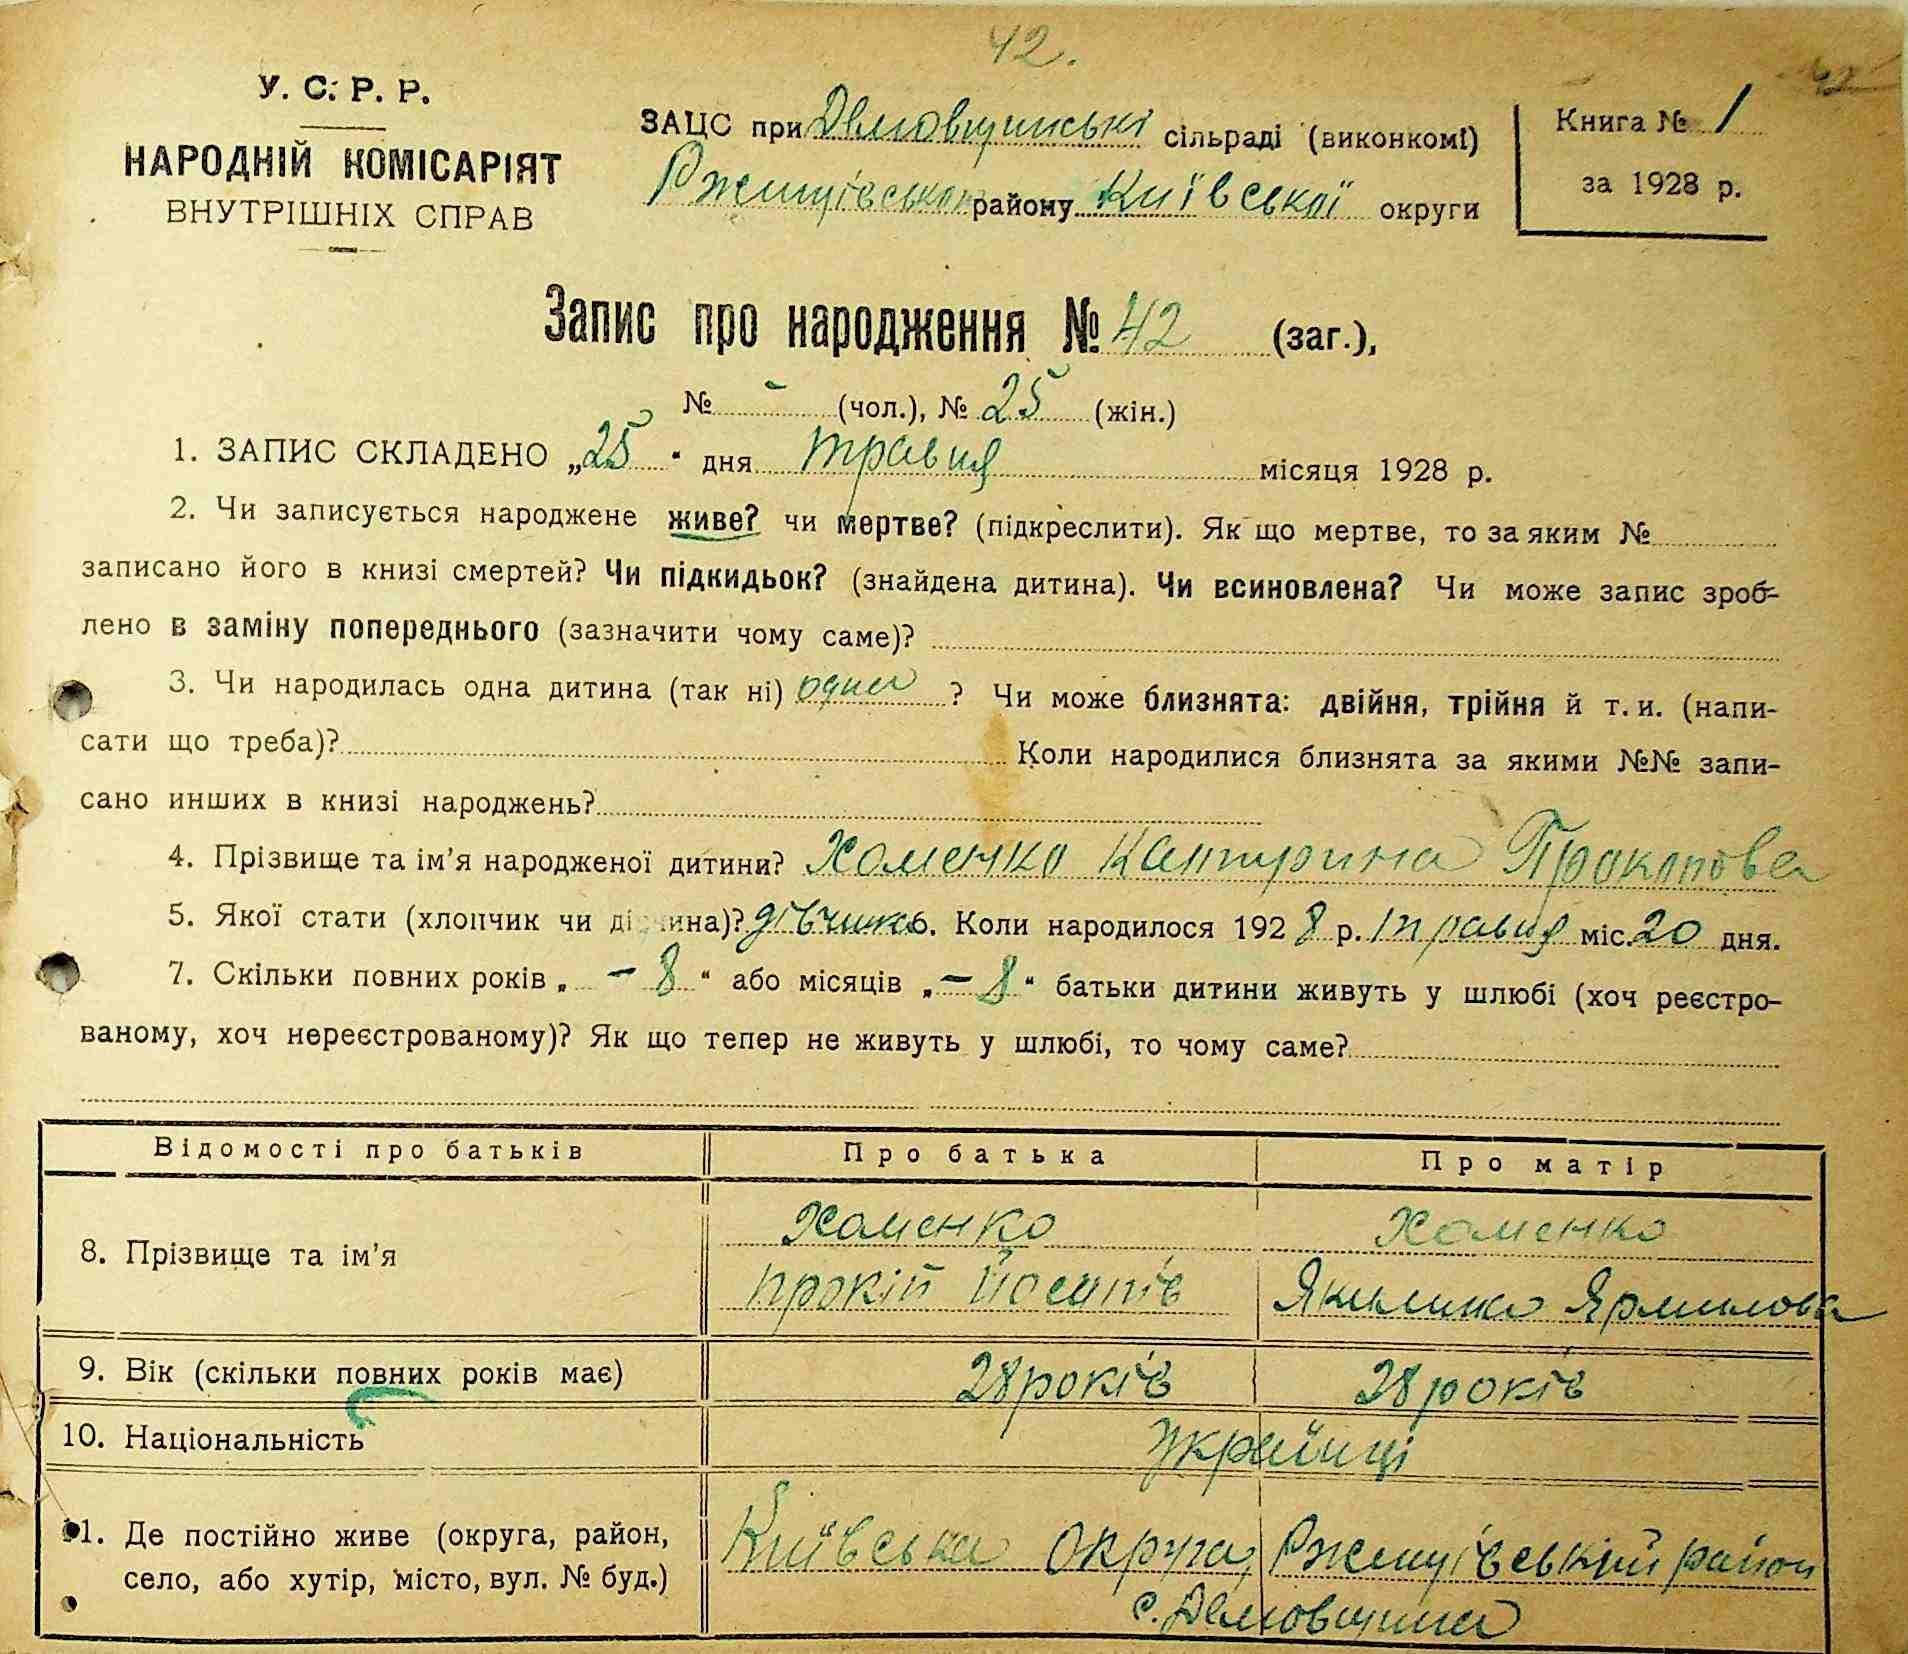 42.
У. С. Р. Р.
НАРОДНІЙ КОМІСАРІЯТ
ВНУТРІШНІХ СПРАВ
ЗАЦС при сільраді (виконкомі)
Ржищівсько району Київської округи
Книга № 1
за 1928 р.
42
Запис про народження № 42 (заг.),
№ - (чол.), № 25 (жін.)
1. ЗАПИС СКЛАДЕНО „25“ дня травня місяця 1928 р.
2. Чи записується народжене живе? чи мертве? (підкреслити). Як що мертве, то за яким №
записано його в книзі смертей? Чи підкидьок? (знайдена дитина). Чи всиновлена? Чи може запис зроб-
лено в заміну попереднього (зазначити чому саме)?
3. Чи народилась одна дитина (так ні) одна ? Чи може близнята: двійня, трійня й т. и. (напи-
сати що треба)? Коли народилися близнята за якими №№ запи-
сано инших в книзі народжень?
4. Прізвище та ім'я народженої дитини? Хоменко Катирина Прокопова
5. Якої стати (хлопчик чи дівчина)? дівчинка 6. Коли народилося 1928 р. травня міс. 20 дня.
7. Скільки повних років „ - 8 “ або місяців „ - 8 “ батьки дитини живуть у шлюбі (хоч реєстро-
ваному, хоч нереєстрованому)? Як що тепер не живуть у шлюбі, то чому саме?
Відомості про батьків Про батька Про матір
8. Прізвище та ім'я
Хоменко Хоменко
Прокіп Йосипів Якилина Ярмилова
9. Вік (скільки повних років має) 28 років 28 років
10. Національність Українці
11. Де постійно живе (округа, район,
село, або хутір, місто, вул. № буд.)
Київська округа, Ржищівський район
с.